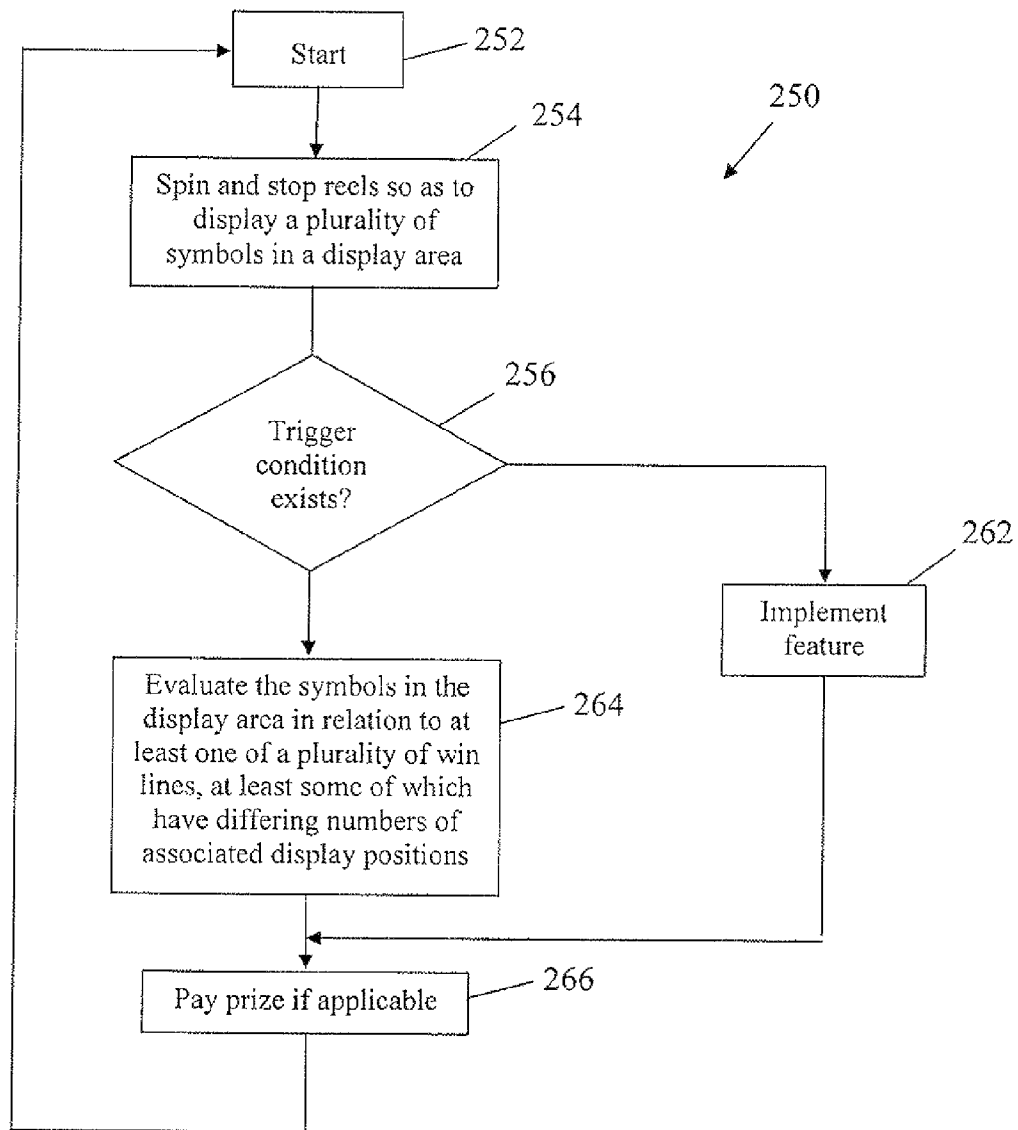 Start
252
250
254
Spin and stop reels so as to
display a plurality of
symbols in a display area
256
Trigger
condition
exists?
262
Implement
feature
Evaluate the symbols in the
display area in relation to at
least one of a plurality of win
lines, at least some of which
have differing numbers of
associated display positions
264
Pay prize if applicable
266